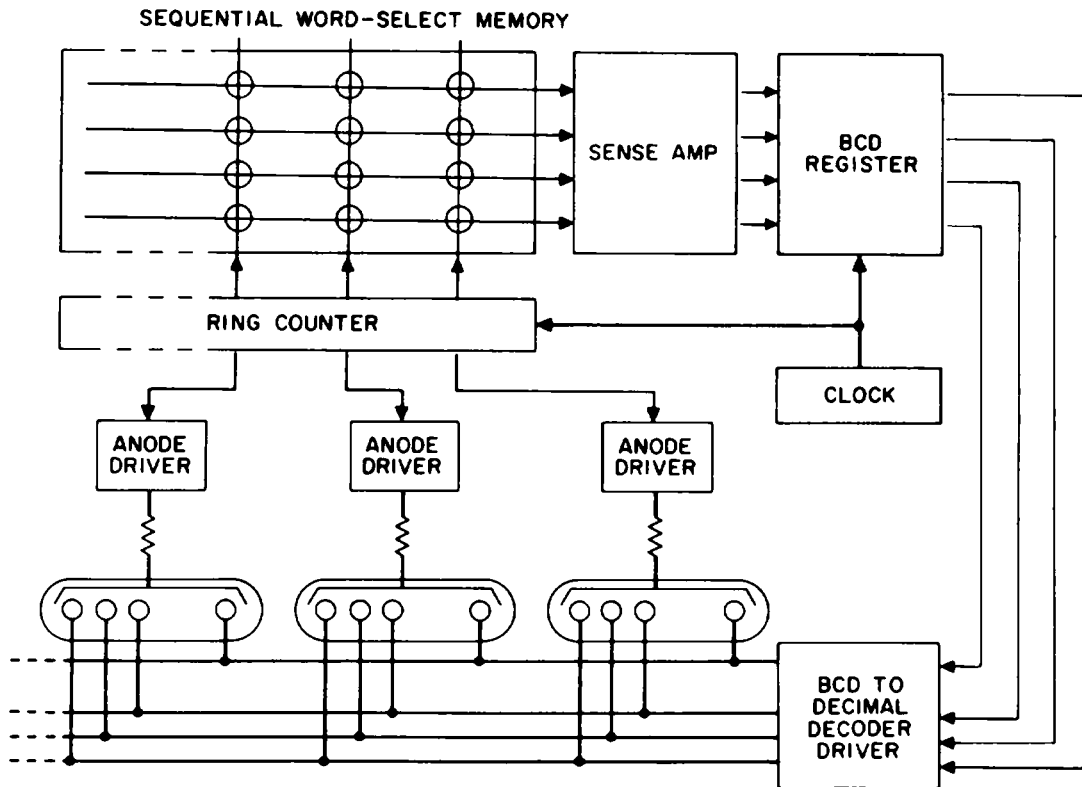 SEQUENTIAL WORD-SELECT MEMORY
SENSE AMP
BCD
REGISTER
RING COUNTER
CLOCK
ANODE
DRIVER
ANODE
DRIVER
ANODE
DRIVER
BCD TO
DECIMAL
DECODER
DRIVER